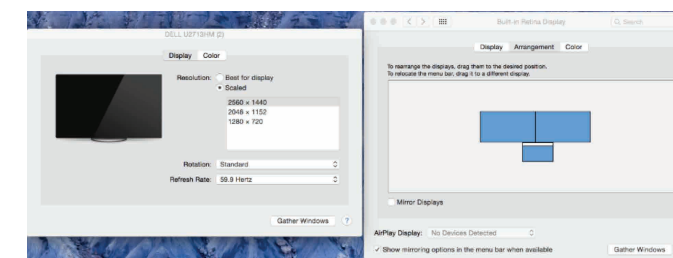 DELL U2713HM (2)
Display Color
Resolution: Best for display
Scaled
2560 × 1440
2048 × 1152
1280 × 720
Rotation: Standard
Refresh Rate: 59.9 Hertz
Gather Windows ?
Built-in Retina Display
Search
Display Arrangement Color
To rearrange the displays, drag them to the desired position.
To relocate the menu bar, drag it to a different display.
Mirror Displays
AirPlay Display: No Devices Detected
Show mirroring options in the menu bar when available
Gather Windows